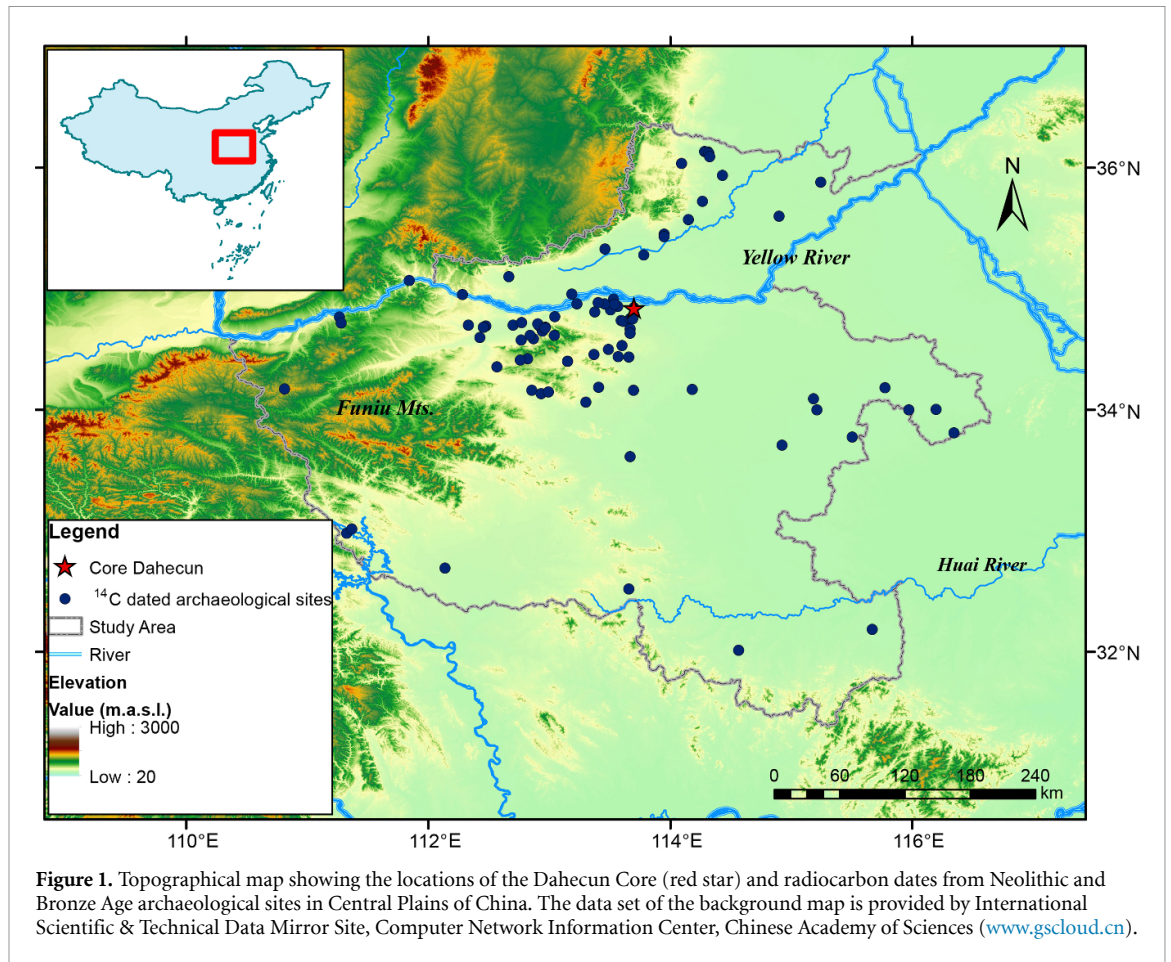 N
36°N
Yellow River
34°N
Funiu Mts.
Legend
Core Dahecun
14C dated archaeological sites
Study Area
River
Elevation
Value (m.a.s.l.)
High : 3000
Low : 20
Huai River
32°N
0 60 120 180 240
km
110°E 112°E 114°E 116°E
Figure 1. Topographical map showing the locations of the Dahecun Core (red star) and radiocarbon dates from Neolithic and
Bronze Age archaeological sites in Central Plains of China. The data set of the background map is provided by International
Scientific & Technical Data Mirror Site, Computer Network Information Center, Chinese Academy of Sciences (www.gscloud.cn).